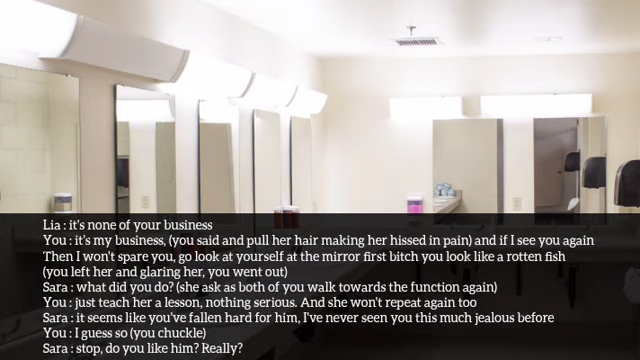 Lia : it's none of your business
You : it's my business, (you said and pull her hair making her hissed in pain) and if I see you again
Then I won't spare you, go look at yourself at the mirror first bitch you look like a rotten fish
(you left her and glaring her, you went out)
Sara : what did you do? (she ask as both of you walk towards the function again)
You : just teach her a lesson, nothing serious. And she won't repeat again too
Sara : it seems like you've fallen hard for him, I've never seen you this much jealous before
You : I guess so (you chuckle)
Sara : stop, do you like him? Really?